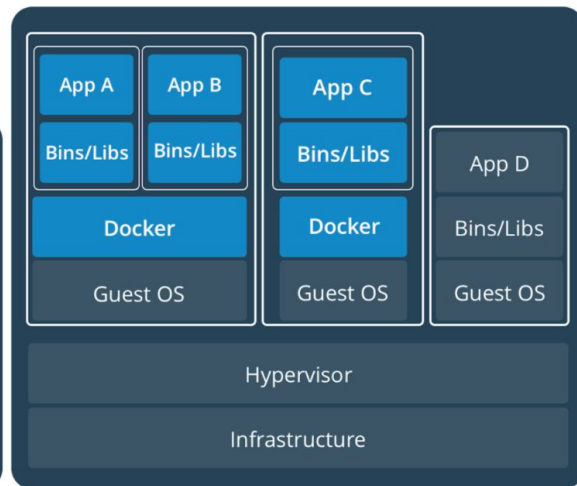 App A App B App C
Bins/Libs Bins/Libs Bins/Libs App D
Docker Docker Bins/Libs
Guest OS Guest OS Guest OS
Hypervisor
Infrastructure